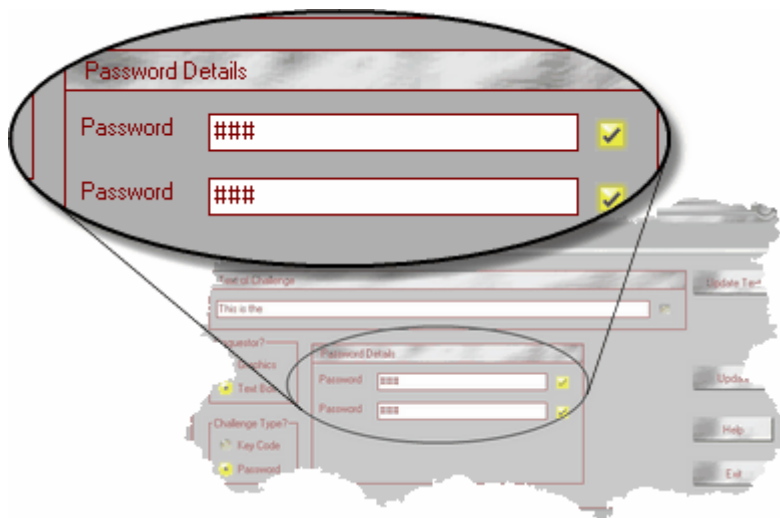 Password Details
Password ###
Password ###
Text of Challenge
Update Text
This is the
Requestor?
Graphics
Text Box
Password Details
Password ###
Password ###
Update
Challenge Type?
Key Code
Password
Help
Exit